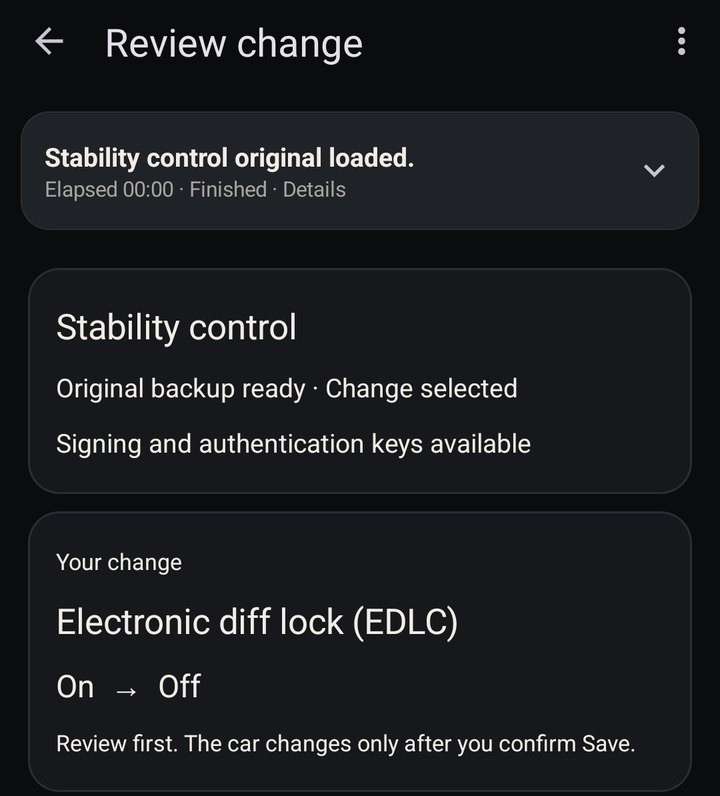 Review change
Stability control original loaded.
Elapsed 00:00 · Finished · Details
Stability control
Original backup ready · Change selected
Signing and authentication keys available
Your change
Electronic diff lock (EDLC)
On → Off
Review first. The car changes only after you confirm Save.